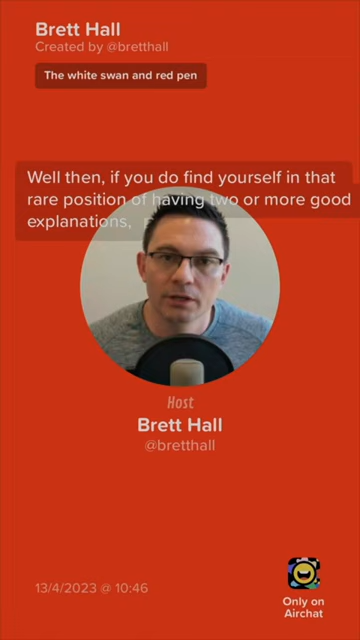 Brett Hall
Created by @bretthall
The white swan and red pen
Well then, if you do find yourself in that
rare position of having two or more good
explanations,
Host
Brett Hall
@bretthall
13/4/2023 @ 10:46
Only on
Airchat